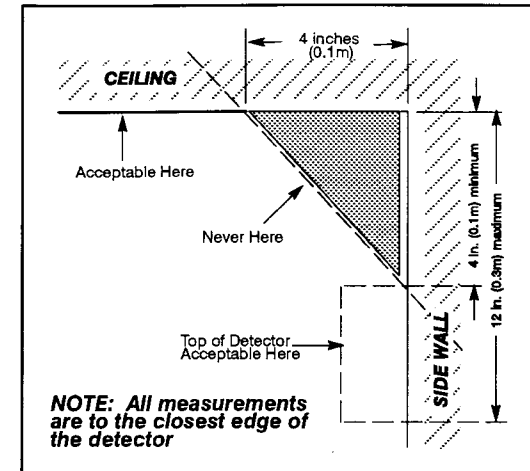 4 inches
(0.1m)
CEILING
Acceptable Here
Never Here
4 in. (0.1m) minimum
12 in. (0.3m) maximum
Top of Detector
Acceptable Here
SIDE WALL
NOTE: All measurements
are to the closest edge of
the detector